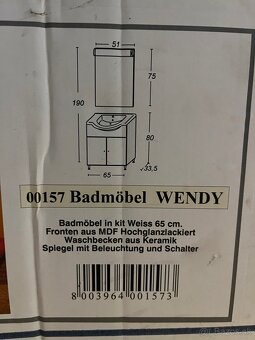 51
75
190
80
65
33,5
00157 Badmöbel WENDY
Badmöbel in kit Weiss 65 cm.
Fronten aus MDF Hochglanzlackiert
Waschbecken aus Keramik
Spiegel mit Beleuchtung und Schalter
8 003964 001573